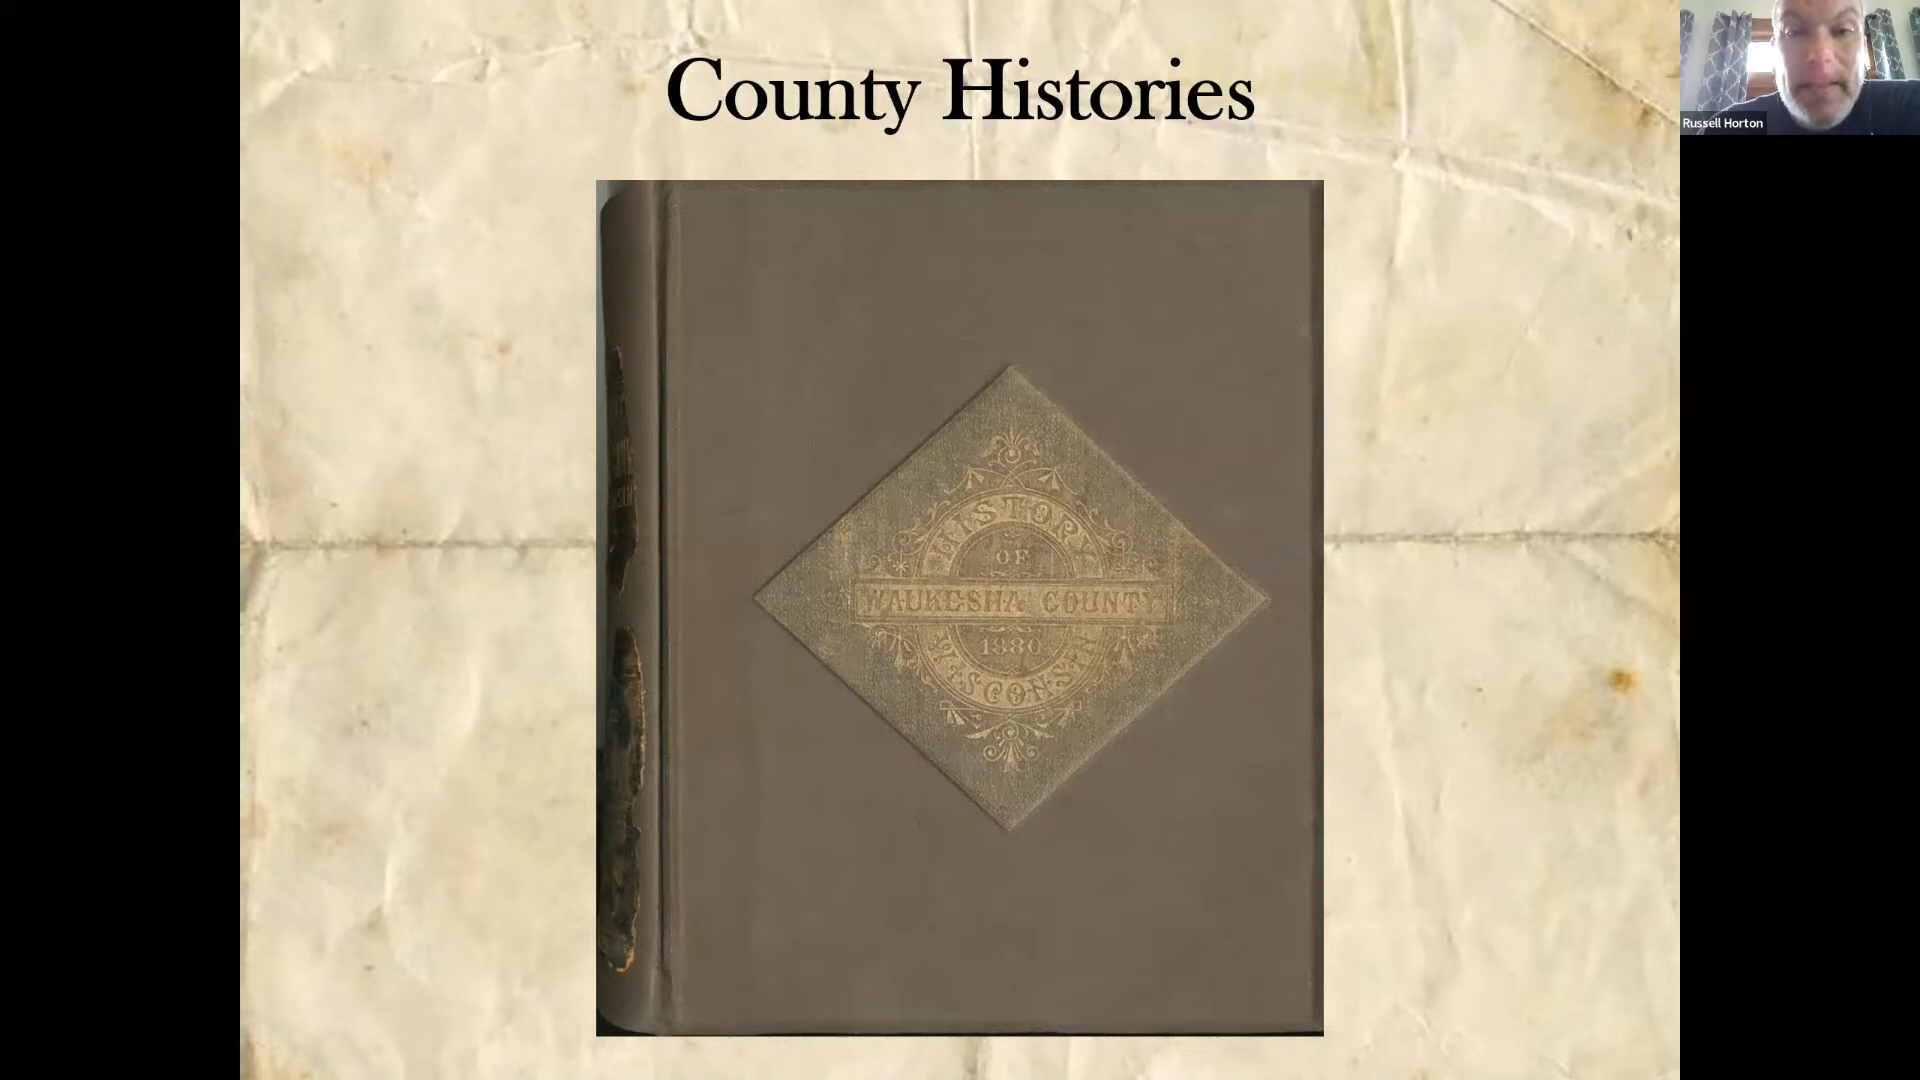 County Histories
Russell Horton
HISTORY
OF
WAUKESHA COUNTY
1880
WISCONSIN